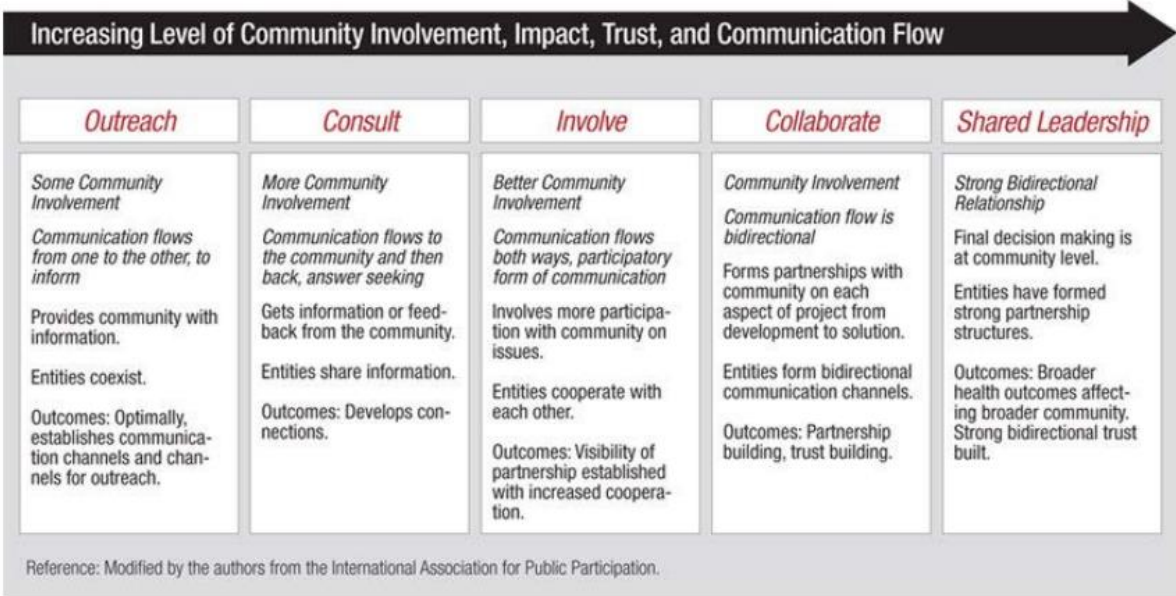 Increasing Level of Community Involvement, Impact, Trust, and Communication Flow
Outreach
Some Community
Involvement
Communication flows
from one to the other, to
inform
Provides community with
information.
Entities coexist.
Outcomes: Optimally,
establishes communica-
tion channels and chan-
nels for outreach.
Consult
More Community
Involvement
Communication flows to
the community and then
back, answer seeking
Gets information or feed-
back from the community.
Entities share information.
Outcomes: Develops con-
nections.
Involve
Better Community
Involvement
Communication flows
both ways, participatory
form of communication
Involves more participa-
tion with community on
issues.
Entities cooperate with
each other.
Outcomes: Visibility of
partnership established
with increased coopera-
tion.
Collaborate
Community Involvement
Communication flow is
bidirectional
Forms partnerships with
community on each
aspect of project from
development to solution.
Entities form bidirectional
communication channels.
Outcomes: Partnership
building, trust building.
Shared Leadership
Strong Bidirectional
Relationship
Final decision making is
at community level.
Entities have formed
strong partnership
structures.
Outcomes: Broader
health outcomes affect-
ing broader community.
Strong bidirectional trust
built.
Reference: Modified by the authors from the International Association for Public Participation.